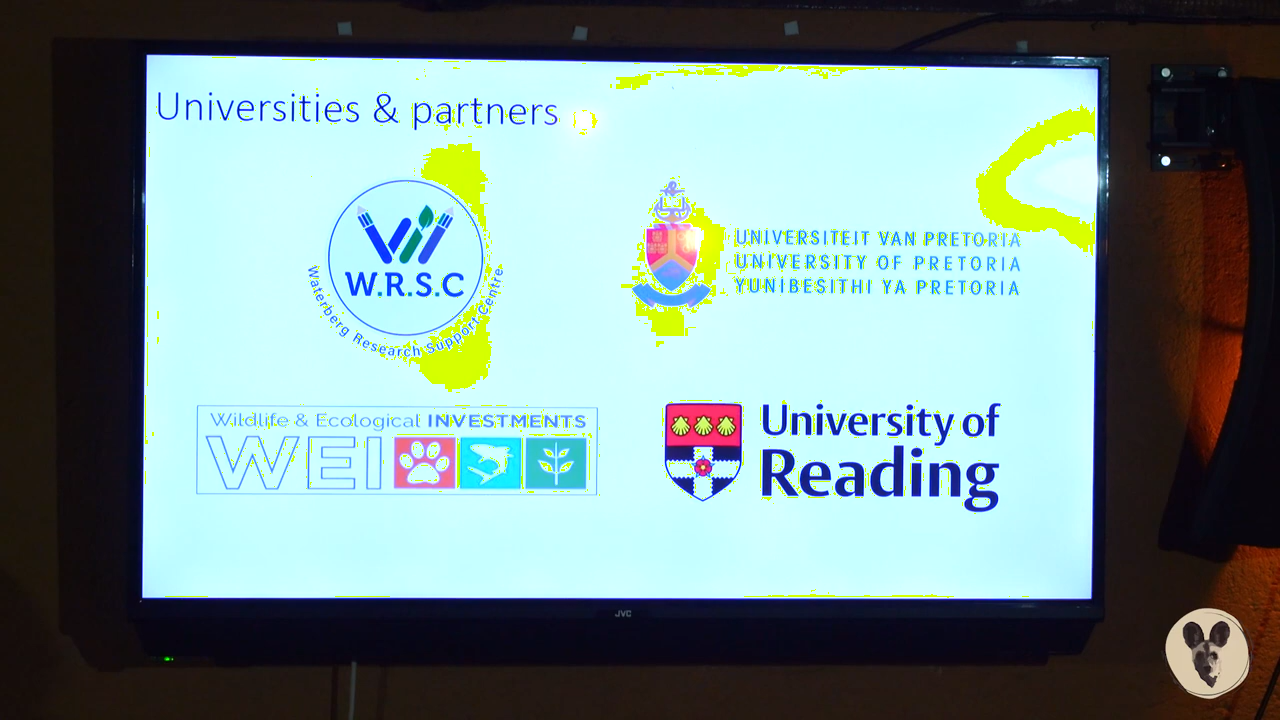 Universities & partners
W.R.S.C
Waterberg Research Support Centre
UNIVERSITEIT VAN PRETORIA
UNIVERSITY OF PRETORIA
YUNIBESITHI YA PRETORIA
Wildlife & Ecological INVESTMENTS
WEI
University of
Reading
JVC